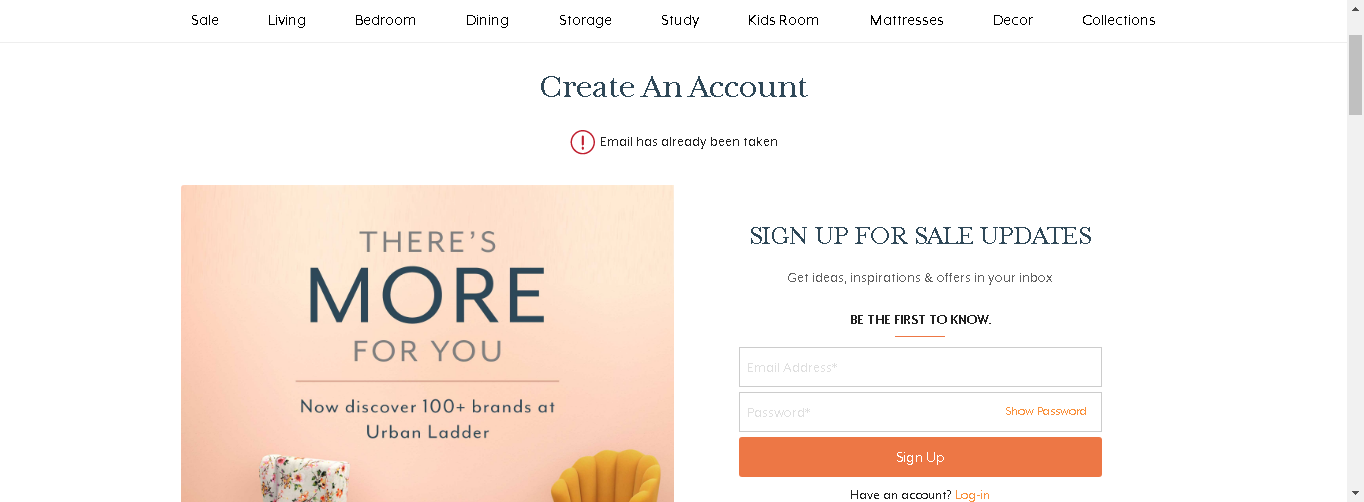 Sale Living Bedroom Dining Storage Study Kids Room Mattresses Decor Collections
Create An Account
Email has already been taken
THERE'S
MORE
FOR YOU
Now discover 100+ brands at
Urban Ladder
SIGN UP FOR SALE UPDATES
Get ideas, inspirations & offers in your inbox
BE THE FIRST TO KNOW.
Email Address*
Password* Show Password
Sign Up
Have an account? Log-in